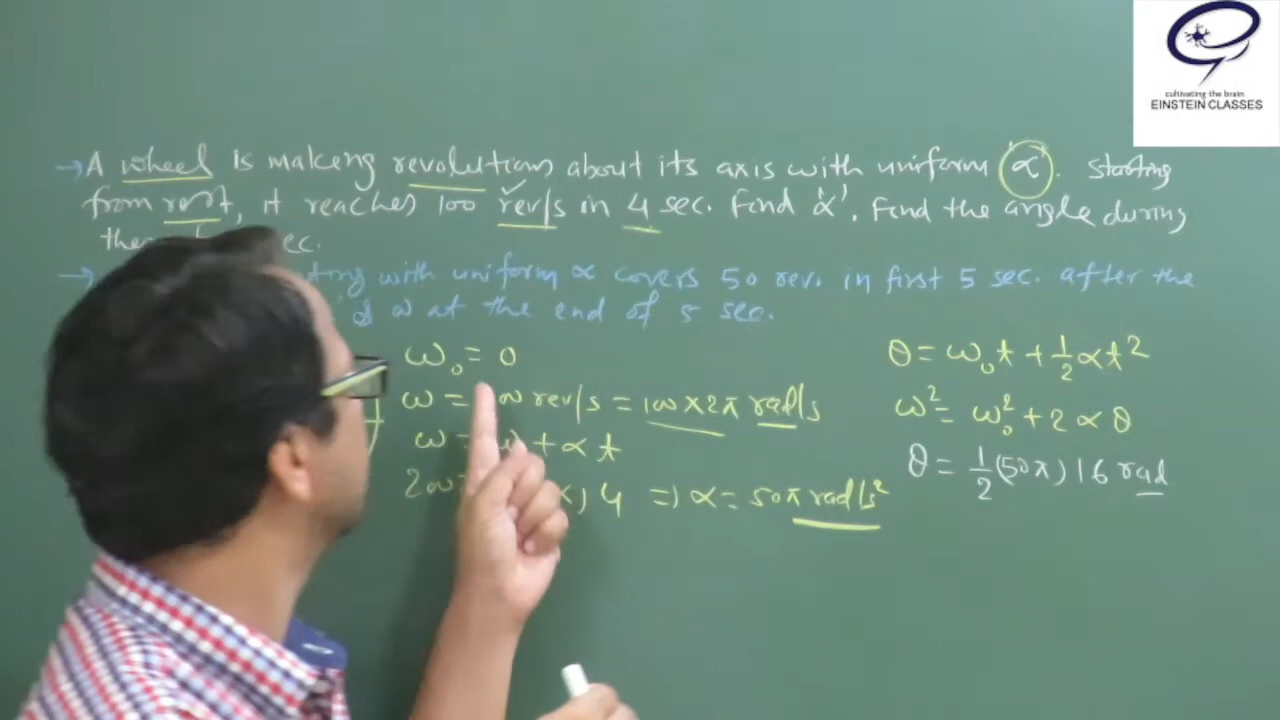 cultivating the brain
EINSTEIN CLASSES
→ A wheel is making revolutions about its axis with uniform 'α'. Starting
from rest, it reaches 100 rev/s in 4 sec. Find 'α'. Find the angle during
ec.
→ ting with uniform α covers 50 rev. in first 5 sec. after the
ω at the end of 5 sec.
ω₀ = 0
ω = rev/s = 100×2π rad/s
ω = + α t
4 ⇒ α = 50π rad/s²
θ = ω₀t + 1/2 αt²
ω² = ω₀² + 2αθ
θ = 1/2 (50π) 16 rad